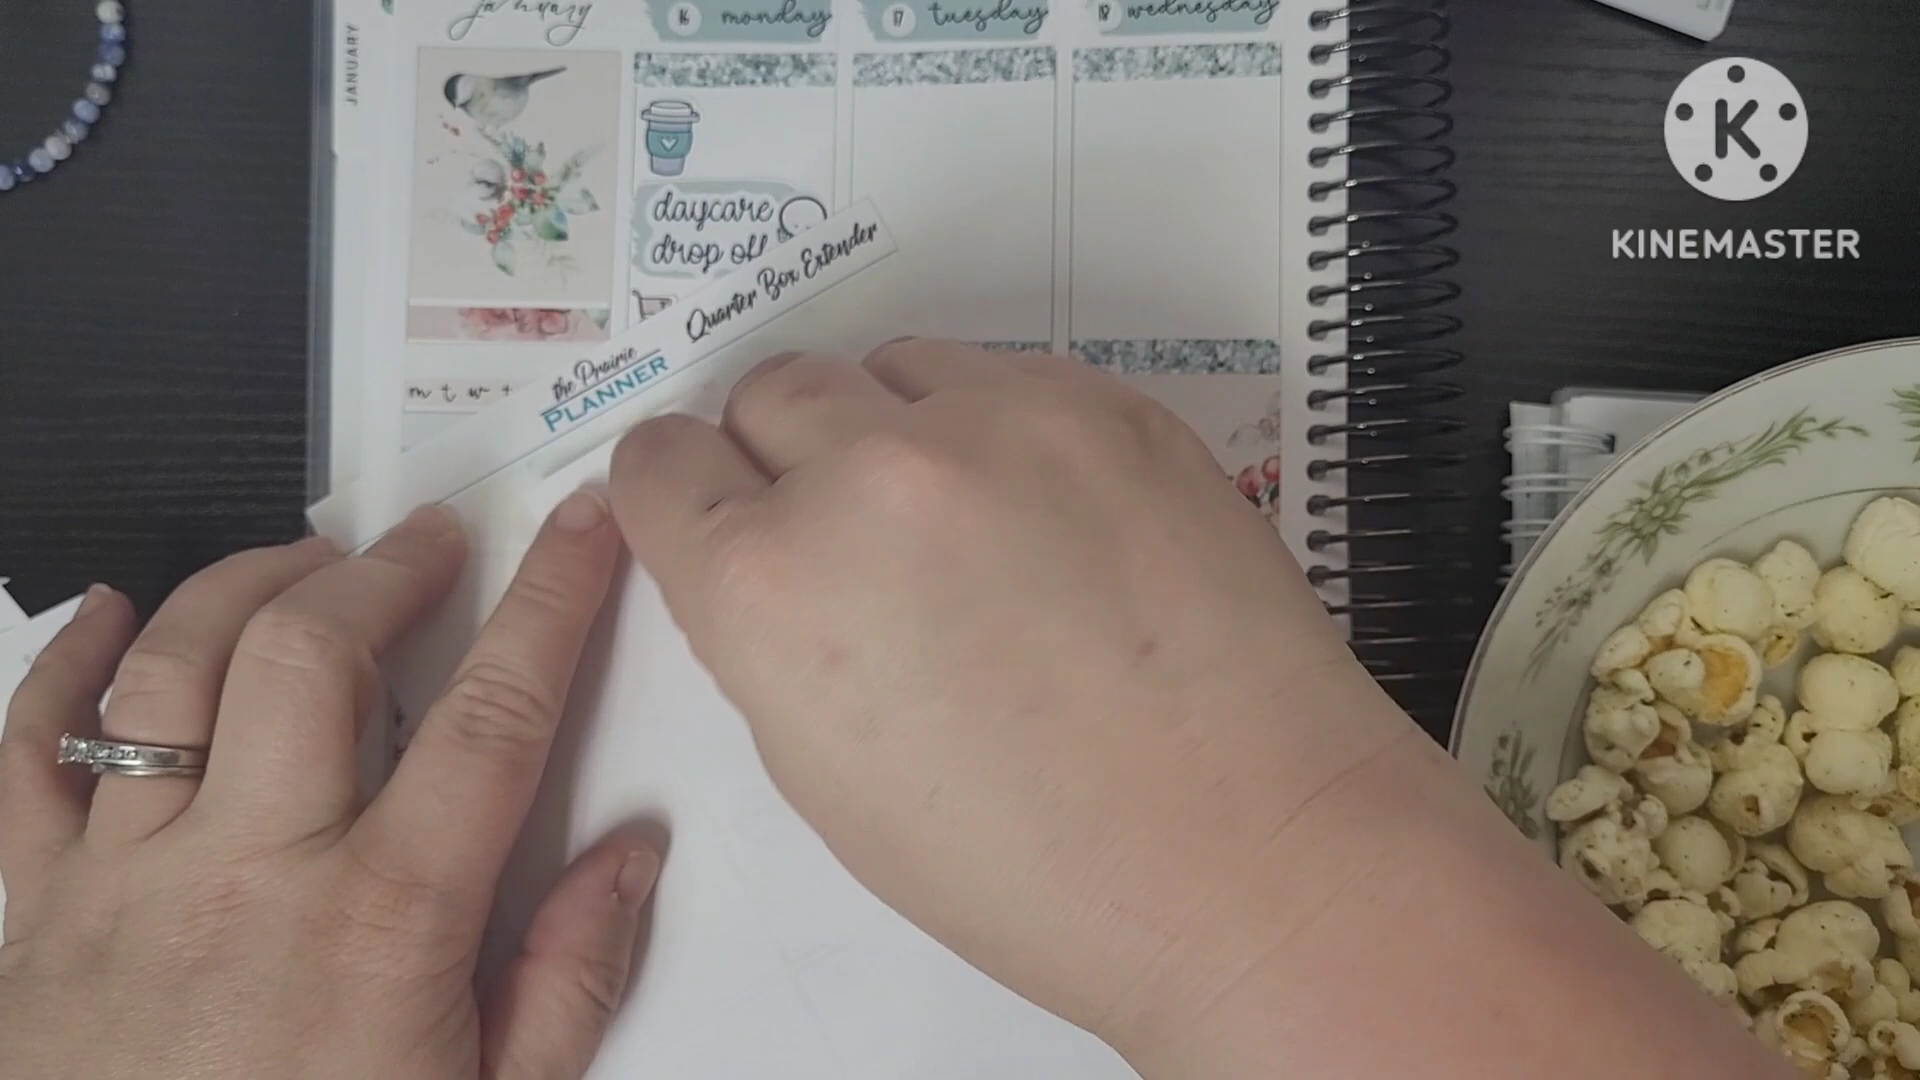 January
16 monday
17 tuesday
18 wednesday
JANUARY
daycare
drop off
Quarter Box Extender
the Prairie
PLANNER
m t w t
K
KINEMASTER